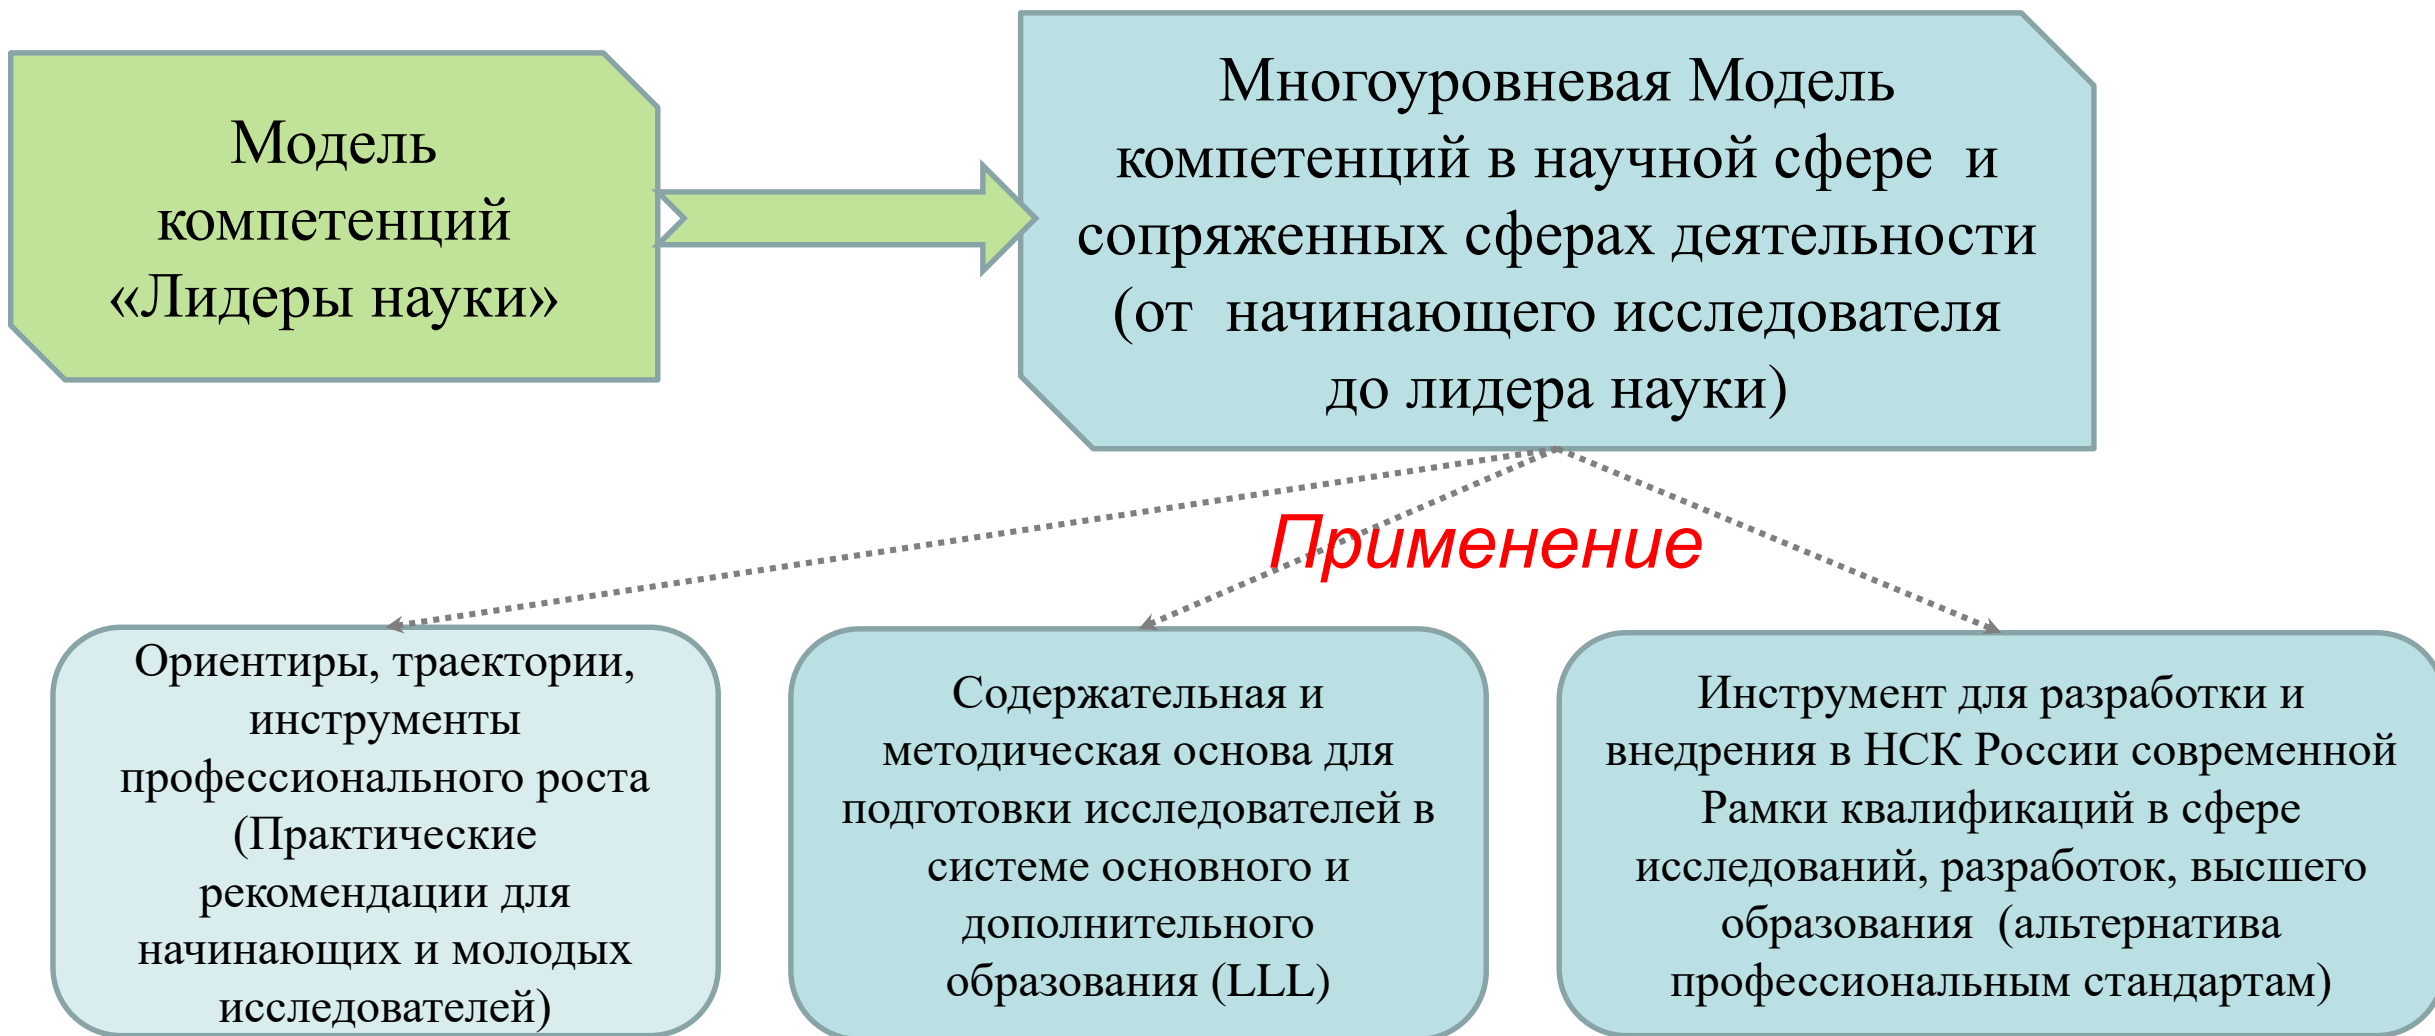 Модель
компетенций
«Лидеры науки»
Многоуровневая Модель
компетенций в научной сфере и
сопряженных сферах деятельности
(от начинающего исследователя
до лидера науки)
Применение
Ориентиры, траектории,
инструменты
профессионального роста
(Практические
рекомендации для
начинающих и молодых
исследователей)
Содержательная и
методическая основа для
подготовки исследователей в
системе основного и
дополнительного
образования (LLL)
Инструмент для разработки и
внедрения в НСК России современной
Рамки квалификаций в сфере
исследований, разработок, высшего
образования (альтернатива
профессиональным стандартам)